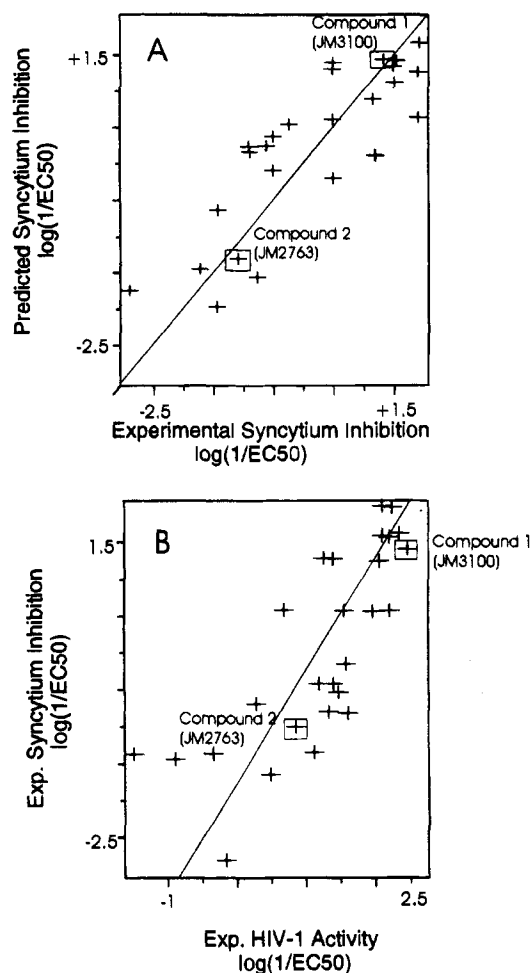 A
Compound 1
(JM3100)
+1.5
Predicted Syncytium Inhibition
log(1/EC50)
Compound 2
(JM2763)
-2.5
-2.5
+1.5
Experimental Syncytium Inhibition
log(1/EC50)
B
1.5
Compound 1
(JM3100)
Exp. Syncytium Inhibition
log(1/EC50)
Compound 2
(JM2763)
-2.5
-1
2.5
Exp. HIV-1 Activity
log(1/EC50)